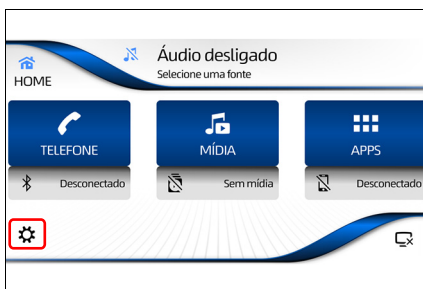 Áudio desligado
Selecione uma fonte
HOME
TELEFONE
MÍDIA
APPS
Desconectado
Sem mídia
Desconectado